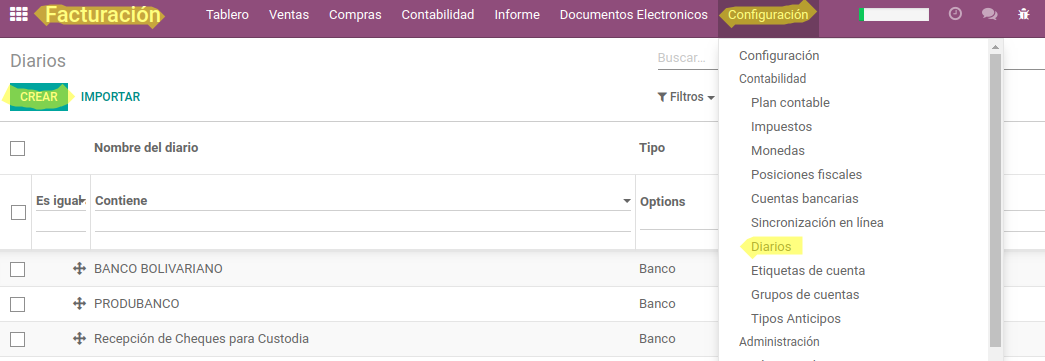 Facturación Tablero Ventas Compras Contabilidad Informe Documentos Electronicos Configuración
Diarios
Buscar...
CREAR IMPORTAR
Filtros
Nombre del diario Tipo
Es igual Contiene Options
BANCO BOLIVARIANO Banco
PRODUBANCO Banco
Recepción de Cheques para Custodia Banco
Configuración
Contabilidad
Plan contable
Impuestos
Monedas
Posiciones fiscales
Cuentas bancarias
Sincronización en línea
Diarios
Etiquetas de cuenta
Grupos de cuentas
Tipos Anticipos
Administración